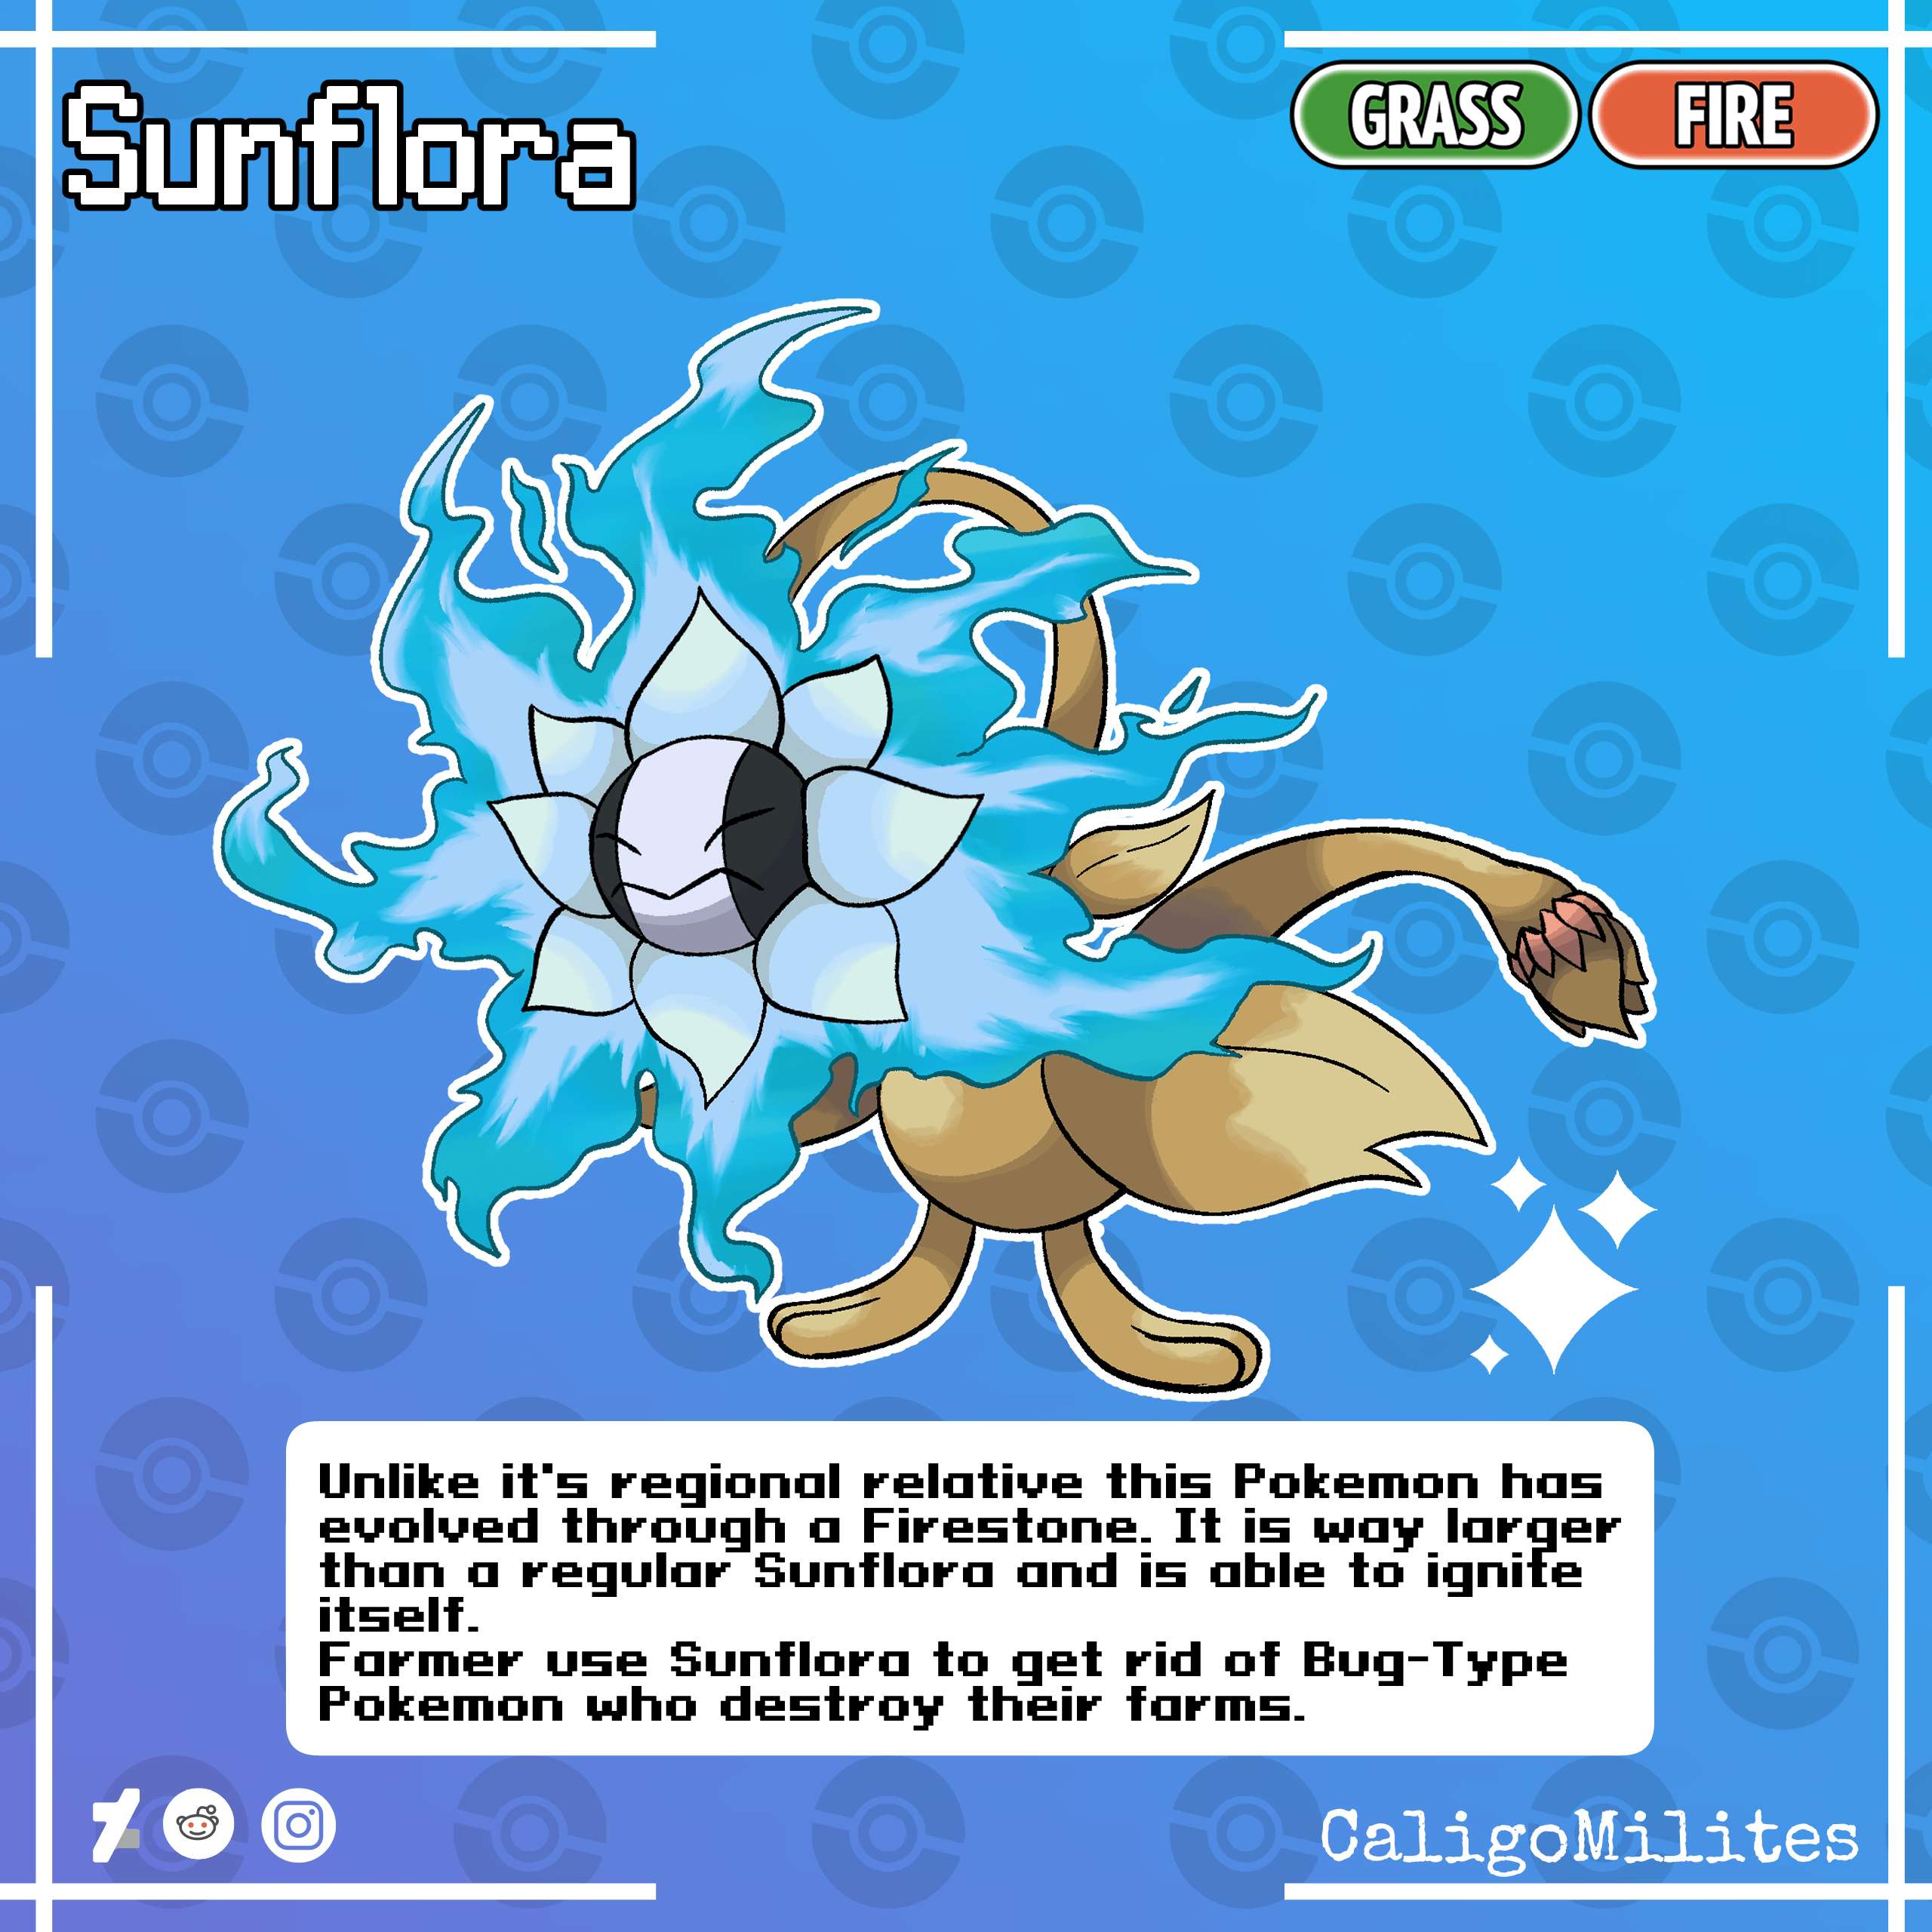 Sunflora
GRASS
FIRE
Unlike it's regional relative this Pokemon has
evolved through a Firestone. It is way larger
than a regular Sunflora and is able to ignite
itself.
Farmer use Sunflora to get rid of Bug-Type
Pokemon who destroy their farms.
CaligoMilites